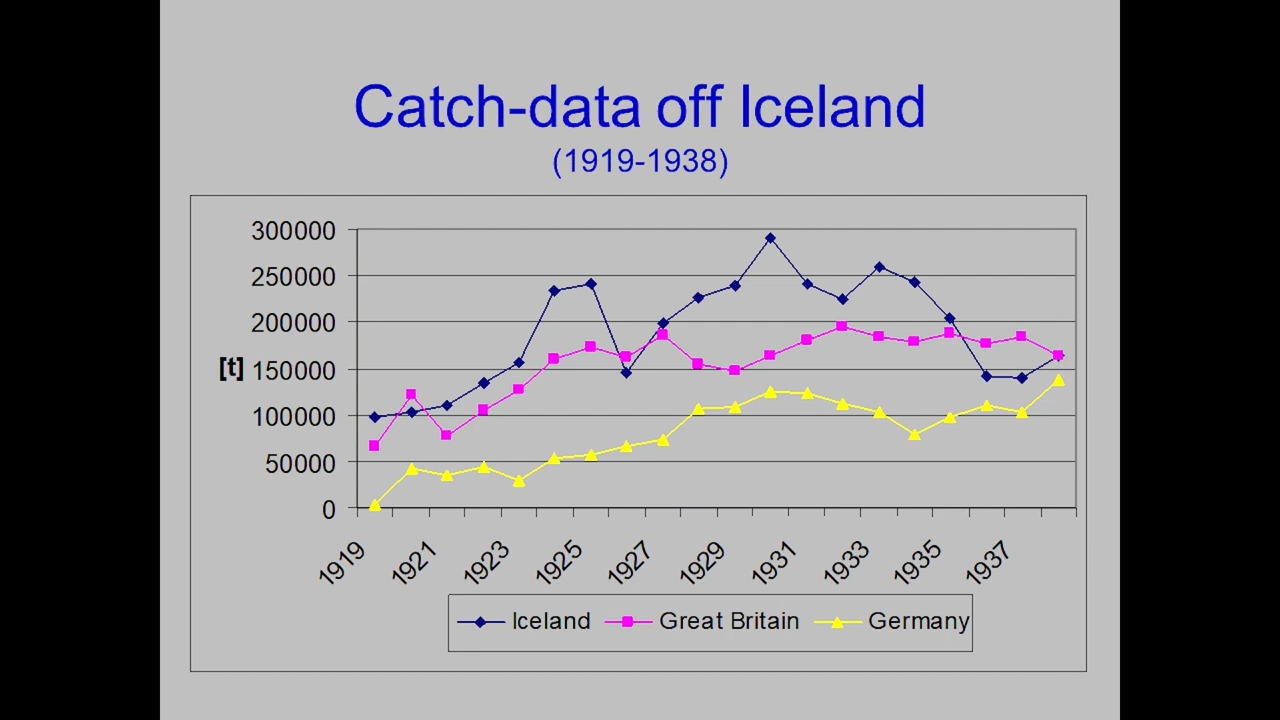 Catch-data off Iceland
(1919-1938)
300000
250000
200000
[t] 150000
100000
50000
0
1919 1921 1923 1925 1927 1929 1931 1933 1935 1937
Iceland Great Britain Germany